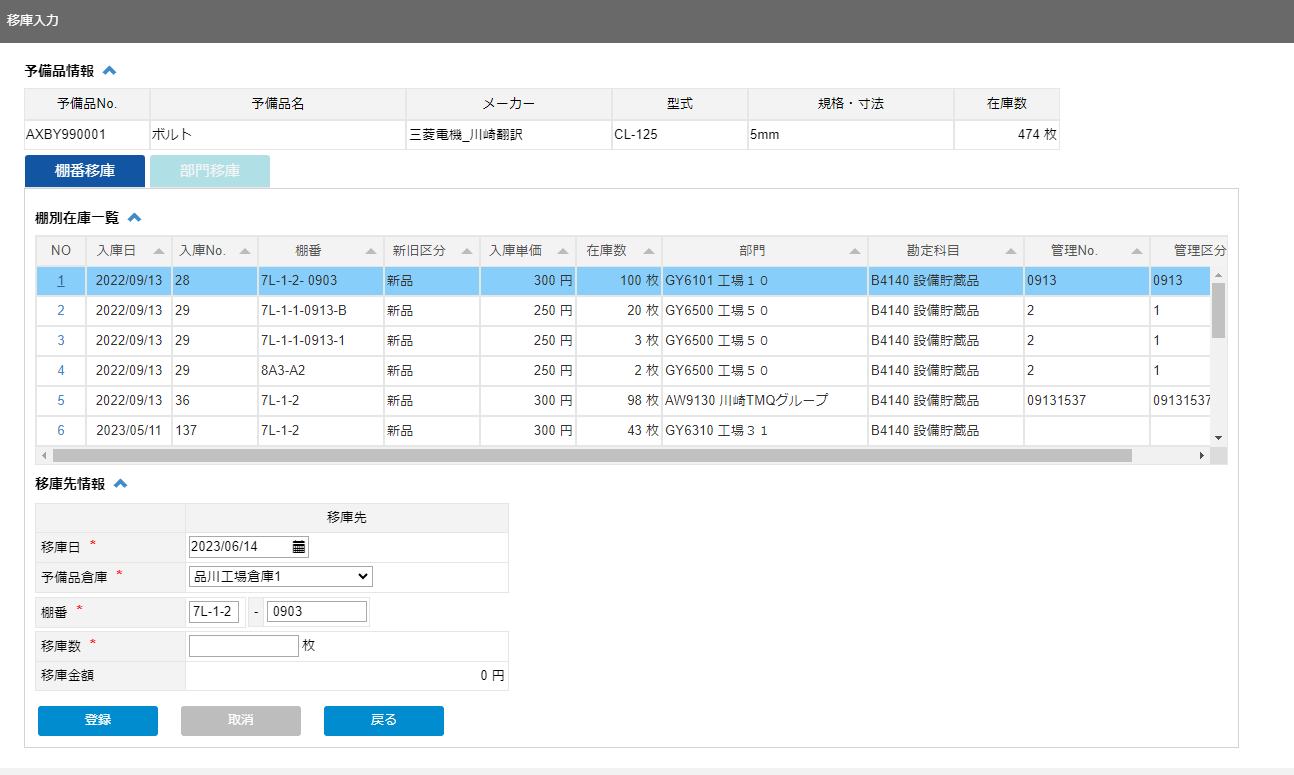 移庫入力
予備品情報
予備品No. 予備品名 メーカー 型式 規格・寸法 在庫数
AXBY990001 ボルト 三菱電機_川崎翻訳 CL-125 5mm 474 枚
棚番移庫 部門移庫
棚別在庫一覧
NO 入庫日 入庫No. 棚番 新旧区分 入庫単価 在庫数 部門 勘定科目 管理No. 管理区分
1 2022/09/13 28 7L-1-2- 0903 新品 300 円 100 枚 GY6101 工場１０ B4140 設備貯蔵品 0913 0913
2 2022/09/13 29 7L-1-1-0913-B 新品 250 円 20 枚 GY6500 工場５０ B4140 設備貯蔵品 2 1
3 2022/09/13 29 7L-1-1-0913-1 新品 250 円 3 枚 GY6500 工場５０ B4140 設備貯蔵品 2 1
4 2022/09/13 29 8A3-A2 新品 250 円 2 枚 GY6500 工場５０ B4140 設備貯蔵品 2 1
5 2022/09/13 36 7L-1-2 新品 300 円 98 枚 AW9130 川崎TMQグループ B4140 設備貯蔵品 09131537 09131537
6 2023/05/11 137 7L-1-2 新品 300 円 43 枚 GY6310 工場３１ B4140 設備貯蔵品
移庫先情報
移庫先
移庫日 * 2023/06/14
予備品倉庫 * 品川工場倉庫1
棚番 * 7L-1-2 - 0903
移庫数 * 枚
移庫金額 0 円
登録 取消 戻る